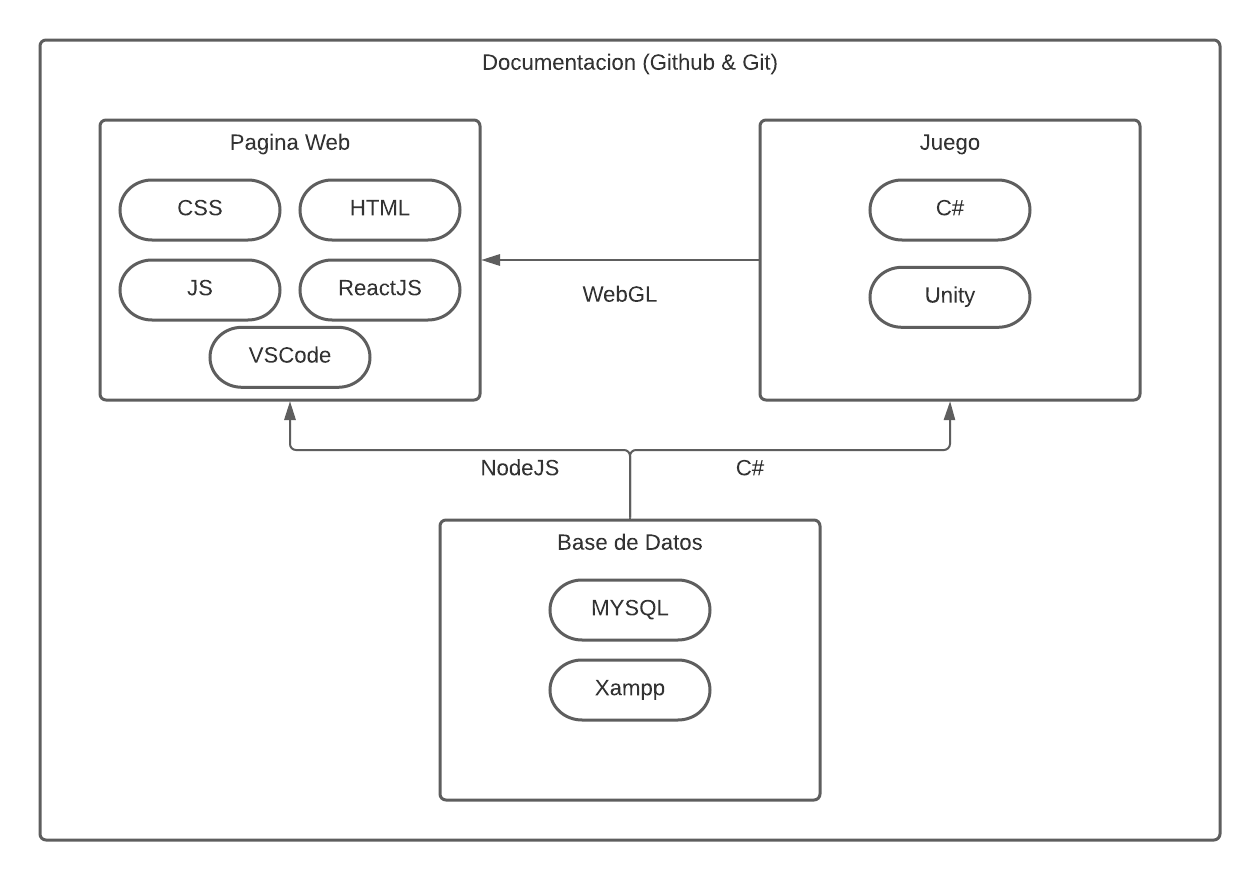 Documentacion (Github & Git)
Pagina Web
CSS
HTML
JS
ReactJS
VSCode
WebGL
Juego
C#
Unity
NodeJS
C#
Base de Datos
MYSQL
Xampp